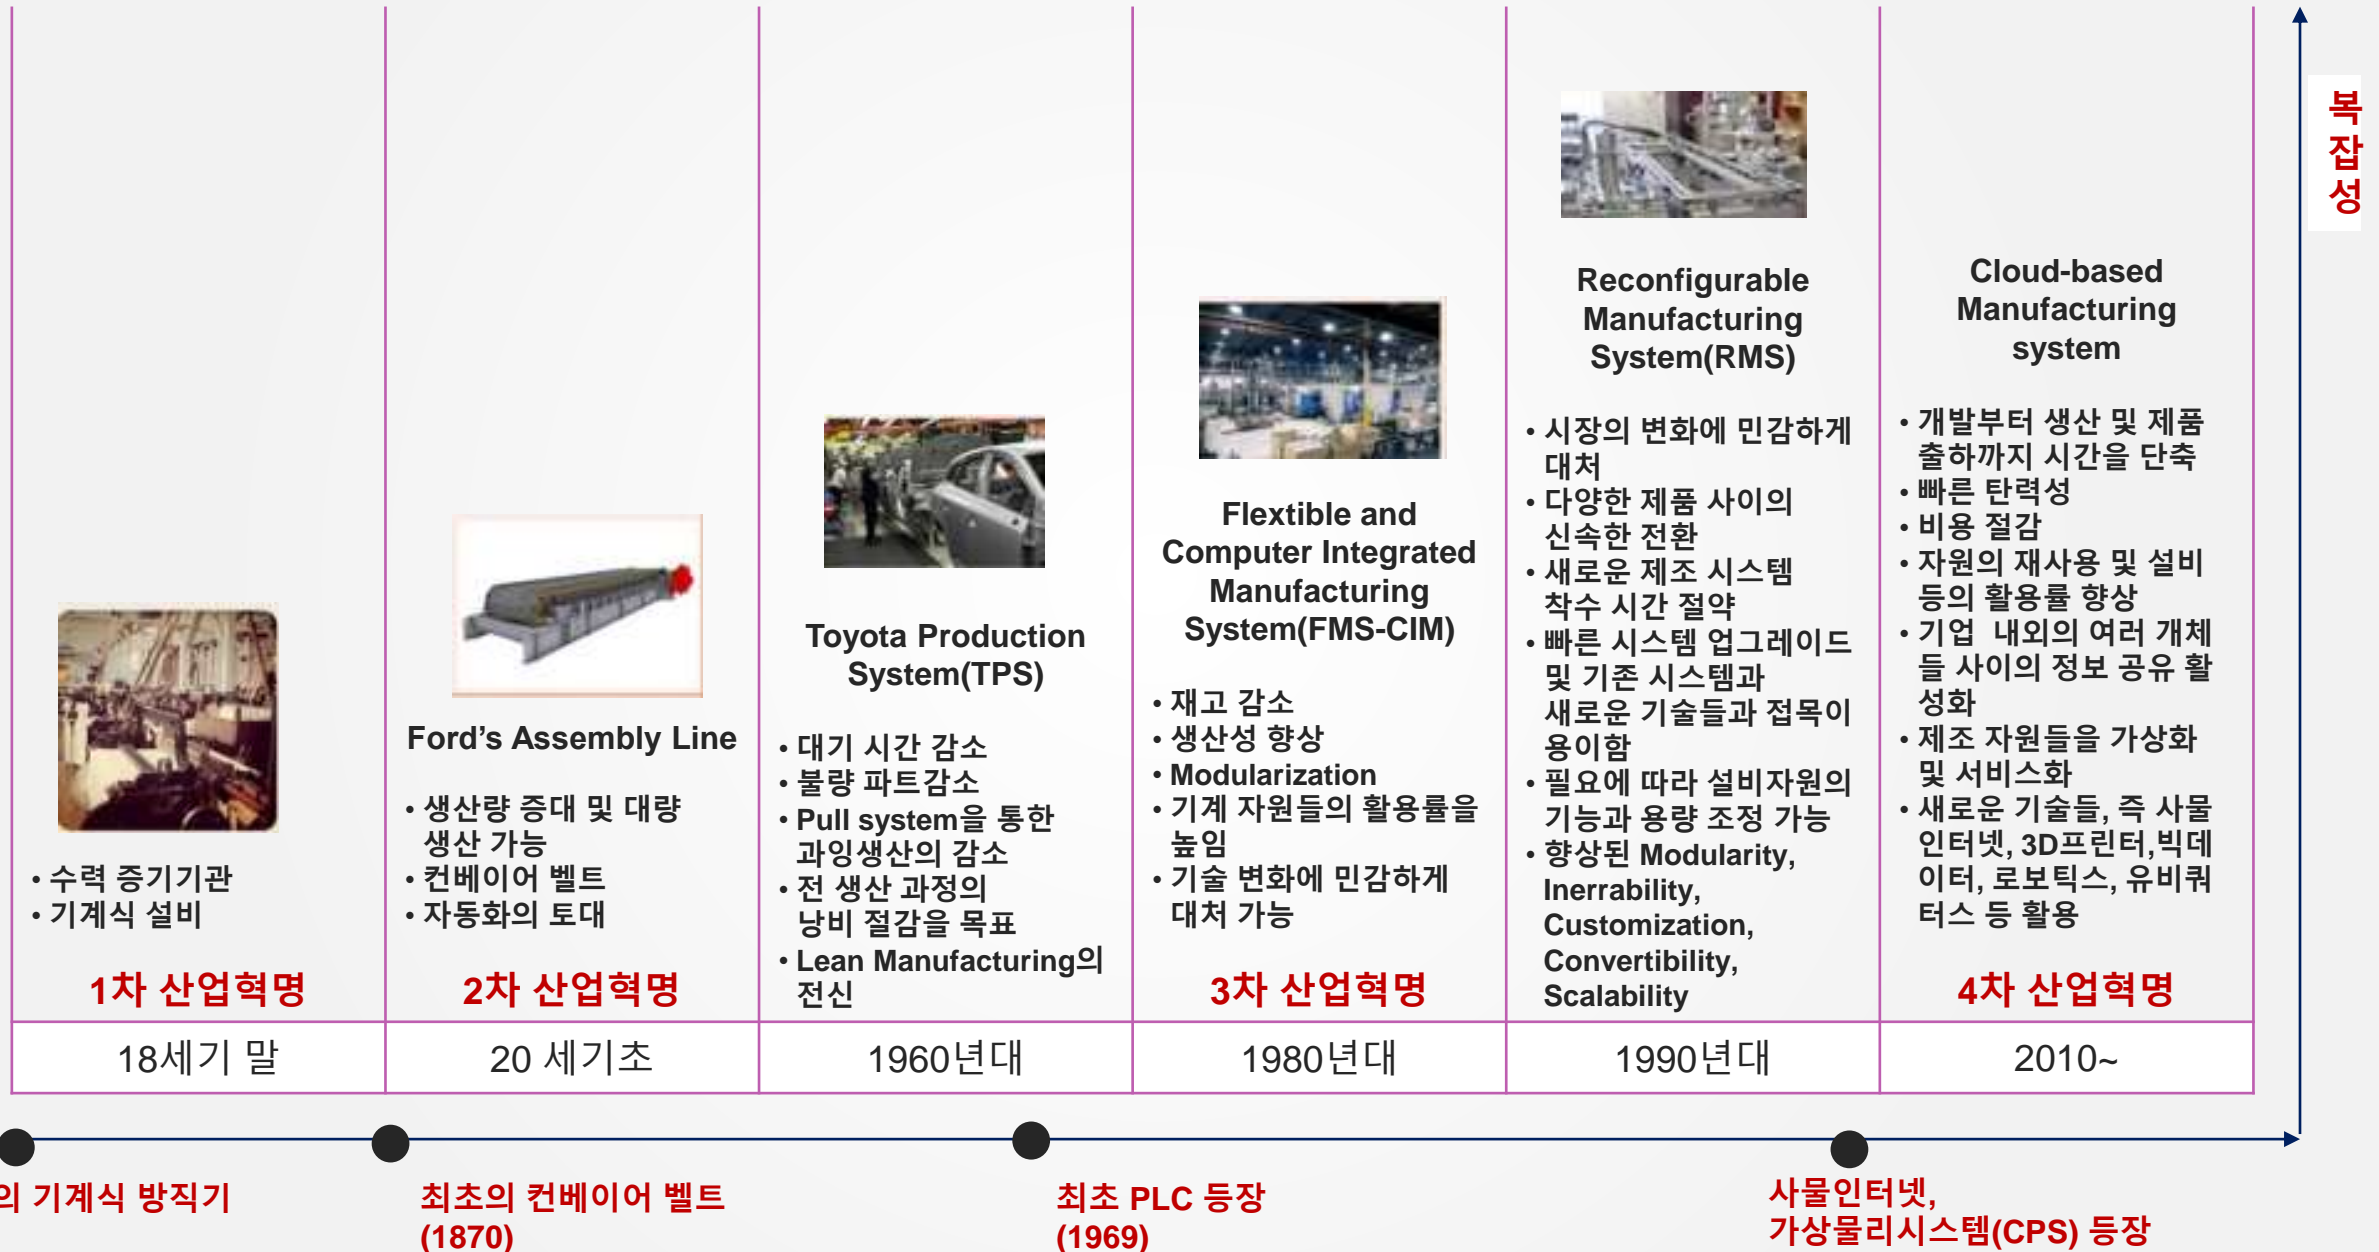 복
잡
성
• 수력 증기기관
• 기계식 설비
1차 산업혁명
18세기 말
Ford’s Assembly Line
• 생산량 증대 및 대량
생산 가능
• 컨베이어 벨트
• 자동화의 토대
2차 산업혁명
20 세기초
Toyota Production
System(TPS)
• 대기 시간 감소
• 불량 파트감소
• Pull system을 통한
과잉생산의 감소
• 전 생산 과정의
낭비 절감을 목표
• Lean Manufacturing의
전신
1960년대
Flextible and
Computer Integrated
Manufacturing
System(FMS-CIM)
• 재고 감소
• 생산성 향상
• Modularization
• 기계 자원들의 활용률을
높임
• 기술 변화에 민감하게
대처 가능
3차 산업혁명
1980년대
Reconfigurable
Manufacturing
System(RMS)
• 시장의 변화에 민감하게
대처
• 다양한 제품 사이의
신속한 전환
• 새로운 제조 시스템
착수 시간 절약
• 빠른 시스템 업그레이드
및 기존 시스템과
새로운 기술들과 접목이
용이함
• 필요에 따라 설비자원의
기능과 용량 조정 가능
• 향상된 Modularity,
Inerrability,
Customization,
Convertibility,
Scalability
1990년대
Cloud-based
Manufacturing
system
• 개발부터 생산 및 제품
출하까지 시간을 단축
• 빠른 탄력성
• 비용 절감
• 자원의 재사용 및 설비
등의 활용률 향상
• 기업 내외의 여러 개체
들 사이의 정보 공유 활
성화
• 제조 자원들을 가상화
및 서비스화
• 새로운 기술들, 즉 사물
인터넷, 3D프린터,빅데
이터, 로보틱스, 유비쿼
터스 등 활용
4차 산업혁명
2010~
의 기계식 방직기
최초의 컨베이어 벨트
(1870)
최초 PLC 등장
(1969)
사물인터넷,
가상물리시스템(CPS) 등장